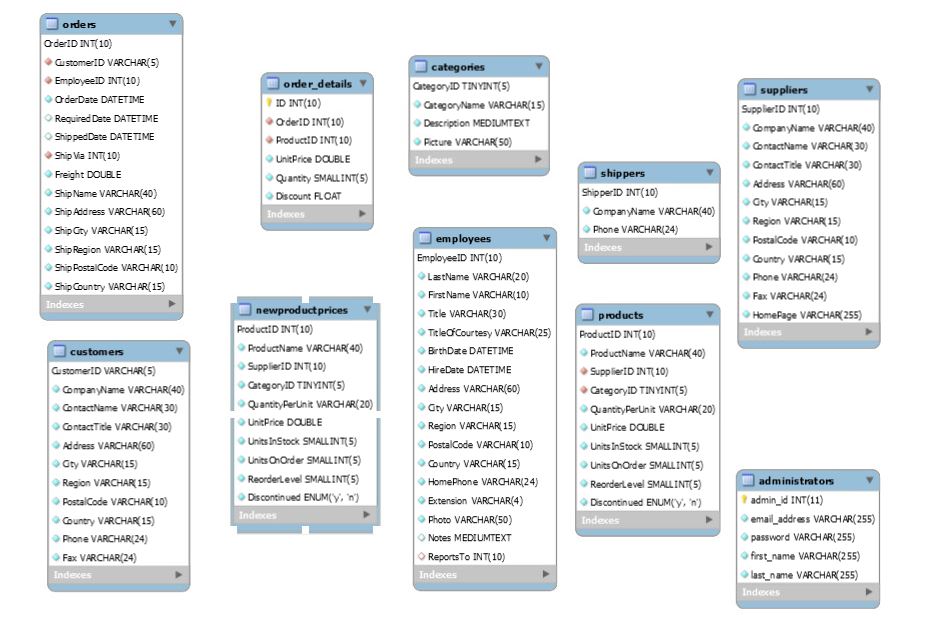 orders
OrderID INT(10)
CustomerID VARCHAR(5)
EmployeeID INT(10)
OrderDate DATETIME
RequiredDate DATETIME
ShippedDate DATETIME
ShipVia INT(10)
Freight DOUBLE
ShipName VARCHAR(40)
ShipAddress VARCHAR(60)
ShipCity VARCHAR(15)
ShipRegion VARCHAR(15)
ShipPostalCode VARCHAR(10)
ShipCountry VARCHAR(15)
Indexes
customers
CustomerID VARCHAR(5)
CompanyName VARCHAR(40)
ContactName VARCHAR(30)
ContactTitle VARCHAR(30)
Address VARCHAR(60)
City VARCHAR(15)
Region VARCHAR(15)
PostalCode VARCHAR(10)
Country VARCHAR(15)
Phone VARCHAR(24)
Fax VARCHAR(24)
Indexes
order_details
ID INT(10)
OrderID INT(10)
ProductID INT(10)
UnitPrice DOUBLE
Quantity SMALLINT(5)
Discount FLOAT
Indexes
newproductprices
ProductID INT(10)
ProductName VARCHAR(40)
SupplierID INT(10)
CategoryID TINYINT(5)
QuantityPerUnit VARCHAR(20)
UnitPrice DOUBLE
UnitsInStock SMALLINT(5)
UnitsOnOrder SMALLINT(5)
ReorderLevel SMALLINT(5)
Discontinued ENUM('y', 'n')
Indexes
categories
CategoryID TINYINT(5)
CategoryName VARCHAR(15)
Description MEDIUMTEXT
Picture VARCHAR(50)
Indexes
employees
EmployeeID INT(10)
LastName VARCHAR(20)
FirstName VARCHAR(10)
Title VARCHAR(30)
TitleOfCourtesy VARCHAR(25)
BirthDate DATETIME
HireDate DATETIME
Address VARCHAR(60)
City VARCHAR(15)
Region VARCHAR(15)
PostalCode VARCHAR(10)
Country VARCHAR(15)
HomePhone VARCHAR(24)
Extension VARCHAR(4)
Photo VARCHAR(50)
Notes MEDIUMTEXT
ReportsTo INT(10)
Indexes
shippers
ShipperID INT(10)
CompanyName VARCHAR(40)
Phone VARCHAR(24)
Indexes
products
ProductID INT(10)
ProductName VARCHAR(40)
SupplierID INT(10)
CategoryID TINYINT(5)
QuantityPerUnit VARCHAR(20)
UnitPrice DOUBLE
UnitsInStock SMALLINT(5)
UnitsOnOrder SMALLINT(5)
ReorderLevel SMALLINT(5)
Discontinued ENUM('y', 'n')
Indexes
suppliers
SupplierID INT(10)
CompanyName VARCHAR(40)
ContactName VARCHAR(30)
ContactTitle VARCHAR(30)
Address VARCHAR(60)
City VARCHAR(15)
Region VARCHAR(15)
PostalCode VARCHAR(10)
Country VARCHAR(15)
Phone VARCHAR(24)
Fax VARCHAR(24)
HomePage VARCHAR(255)
Indexes
administrators
admin_id INT(11)
email_address VARCHAR(255)
password VARCHAR(255)
first_name VARCHAR(255)
last_name VARCHAR(255)
Indexes